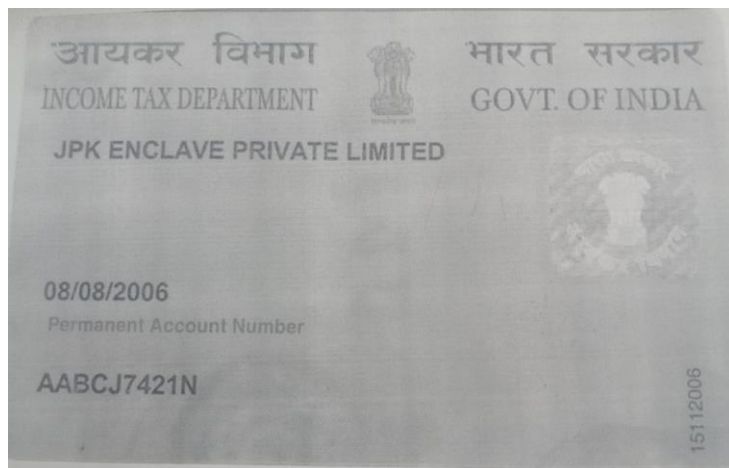 आयकर विभाग
भारत सरकार
INCOME TAX DEPARTMENT
GOVT. OF INDIA
JPK ENCLAVE PRIVATE LIMITED
08/08/2006
Permanent Account Number
AABCJ7421N
15112006